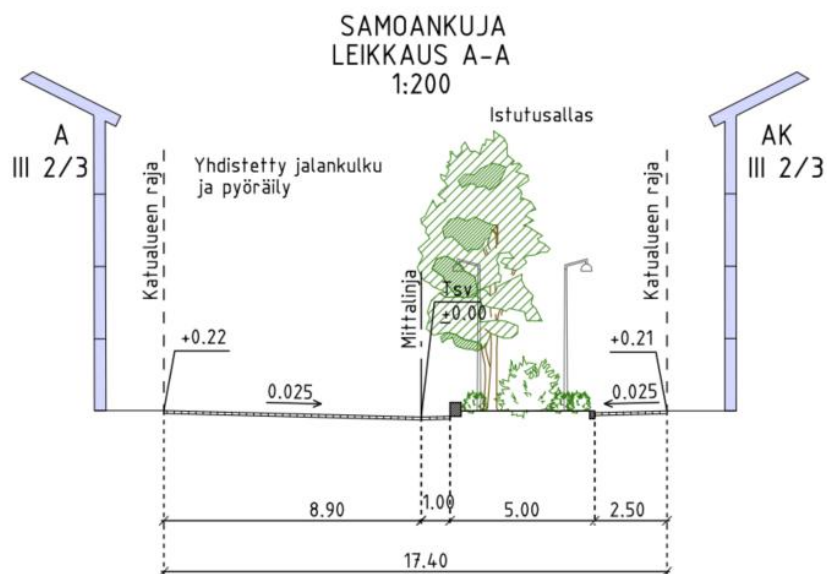 SAMOANKUJA
LEIKKAUS A-A
1:200
Istutusallas
A
III 2/3
AK
III 2/3
Katualueen raja
Yhdistetty jalankulku
ja pyöräily
Mittalinja
Tsv
±0.00
Katualueen raja
+0.22
+0.21
0.025
0.025
8.90
1.00
5.00
2.50
17.40